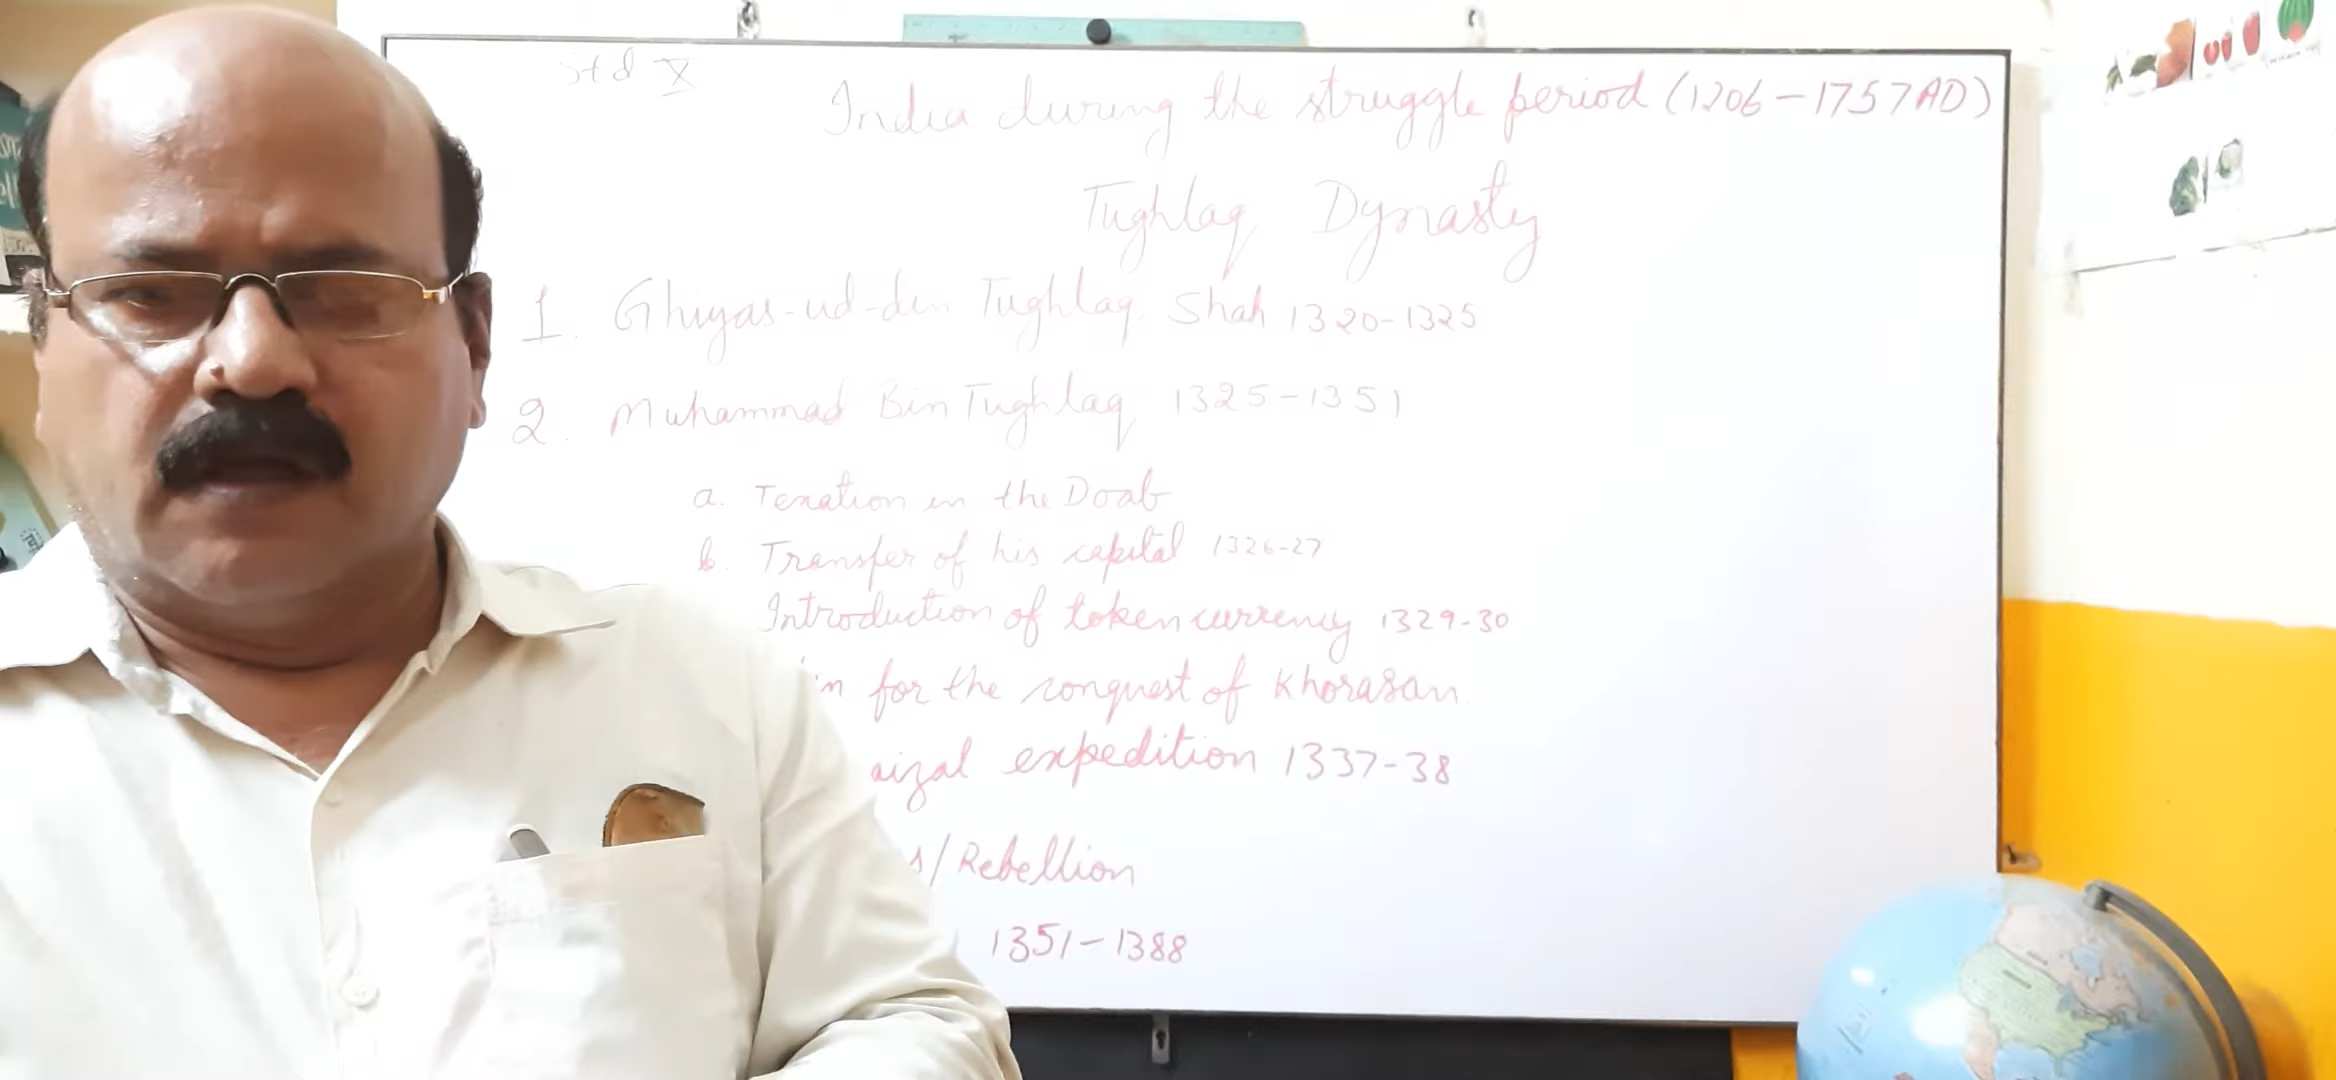 Std X
India during the struggle period (1206-1757AD)
Tughlaq Dynasty
1. Ghiyas-ud-din Tughlaq Shah 1320-1325
2. Muhammad Bin Tughlaq 1325-1351
a. Texation in the Doab
b. Transfer of his capital 1326-27
Introduction of token currency 1329-30
for the conquest of Khorasan
aizal expedition 1337-38
s/Rebellion
1351-1388